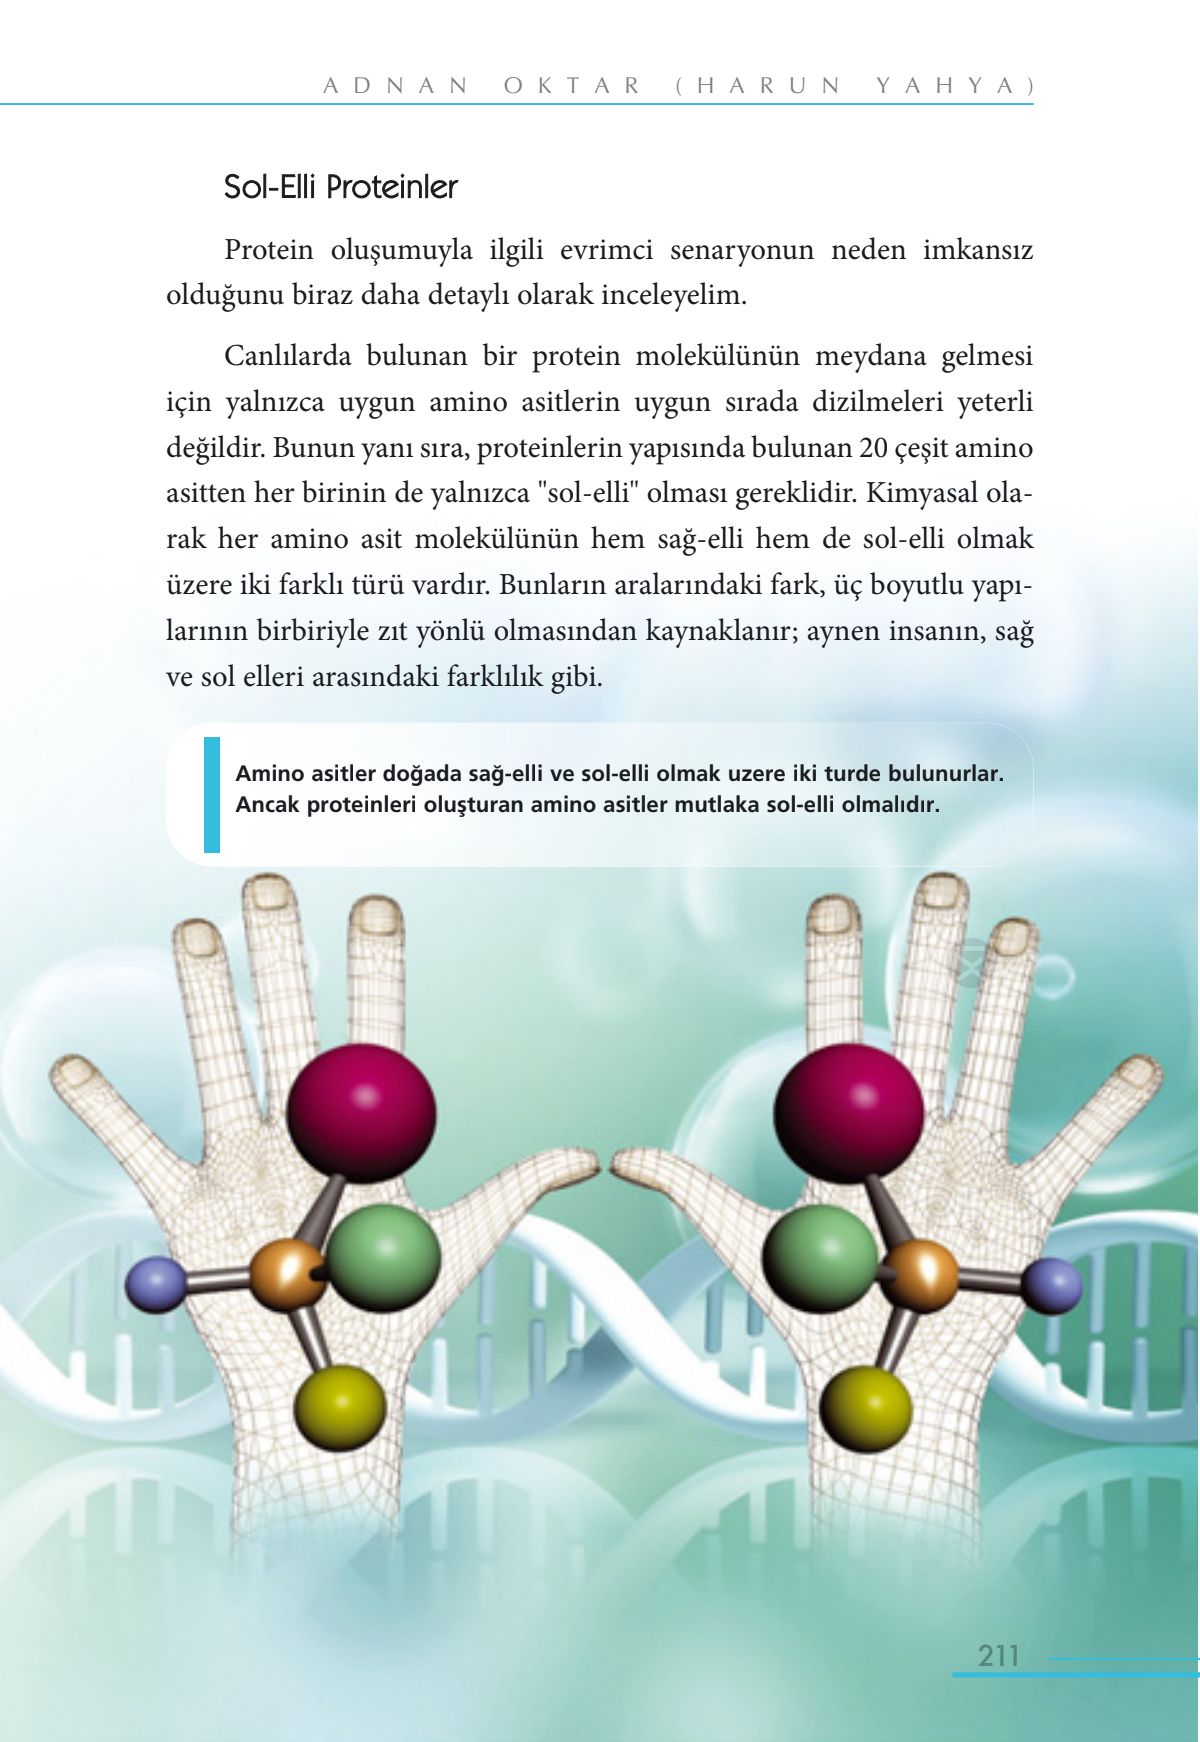 ADNAN OKTAR (HARUN YAHYA)
Sol-Elli Proteinler
Protein oluşumuyla ilgili evrimci senaryonun neden imkansız
olduğunu biraz daha detaylı olarak inceleyelim.
Canlılarda bulunan bir protein molekülünün meydana gelmesi
için yalnızca uygun amino asitlerin uygun sırada dizilmeleri yeterli
değildir. Bunun yanı sıra, proteinlerin yapısında bulunan 20 çeşit amino
asitten her birinin de yalnızca "sol-elli" olması gereklidir. Kimyasal ola-
rak her amino asit molekülünün hem sağ-elli hem de sol-elli olmak
üzere iki farklı türü vardır. Bunların aralarındaki fark, üç boyutlu yapı-
larının birbiriyle zıt yönlü olmasından kaynaklanır; aynen insanın, sağ
ve sol elleri arasındaki farklılık gibi.
Amino asitler doğada sağ-elli ve sol-elli olmak uzere iki turde bulunurlar.
Ancak proteinleri oluşturan amino asitler mutlaka sol-elli olmalıdır.
211